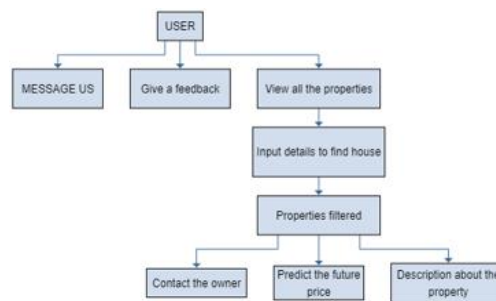 USER
MESSAGE US
Give a feedback
View all the properties
Input details to find house
Properties filtered
Contact the owner
Predict the future
price
Description about the
property